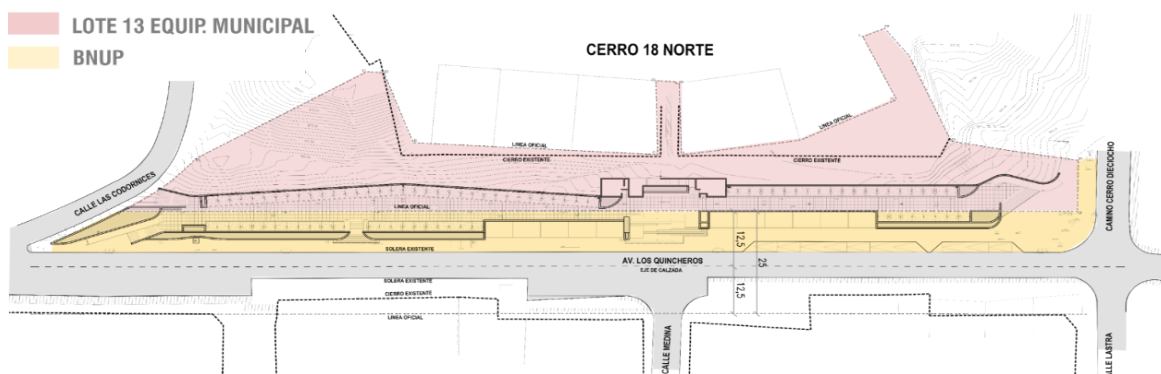 LOTE 13 EQUIP. MUNICIPAL
BNUP
CERRO 18 NORTE
LINEA OFICIAL
LINEA OFICIAL
CIERRO EXISTENTE
CIERRO EXISTENTE
CALLE LAS CODORNICES
CAMINO CERRO DIECIOCHO
LINEA OFICIAL
SOLERA EXISTENTE
12,5
25
12,5
AV. LOS QUINCHEROS
EJE DE CALZADA
SOLERA EXISTENTE
CIERRO EXISTENTE
LINEA OFICIAL
CALLE MEDINA
LLE LASTRA